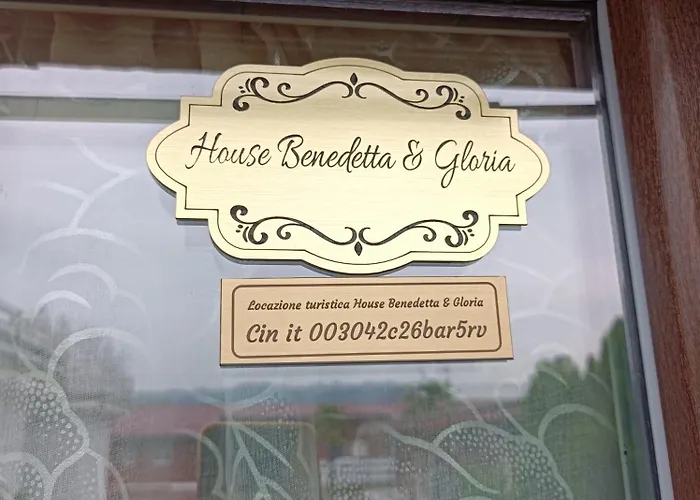 House Benedetta & Gloria
Locazione turistica House Benedetta & Gloria
Cin it 003042c26bar5rv